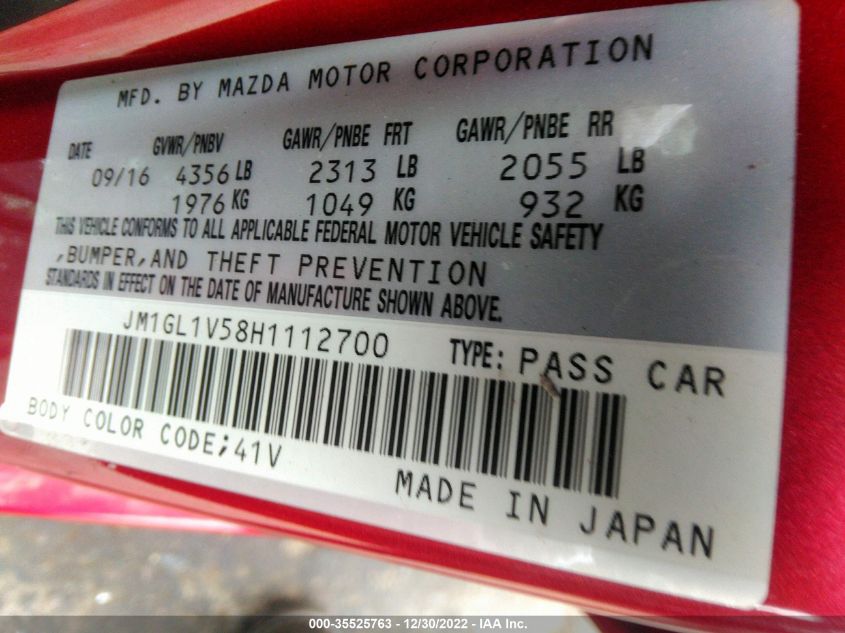 MFD. BY MAZDA MOTOR CORPORATION
DATE GVWR/PNBV GAWR/PNBE FRT GAWR/PNBE RR
09/16 4356 LB 2313 LB 2055 LB
1976 KG 1049 KG 932 KG
THIS VEHICLE CONFORMS TO ALL APPLICABLE FEDERAL MOTOR VEHICLE SAFETY
,BUMPER,AND THEFT PREVENTION
STANDARDS IN EFFECT ON THE DATE OF MANUFACTURE SHOWN ABOVE.
JM1GL1V58H1112700 TYPE: PASS CAR
BODY COLOR CODE;41V
MADE IN JAPAN
000-35525763 - 12/30/2022 - IAA Inc.